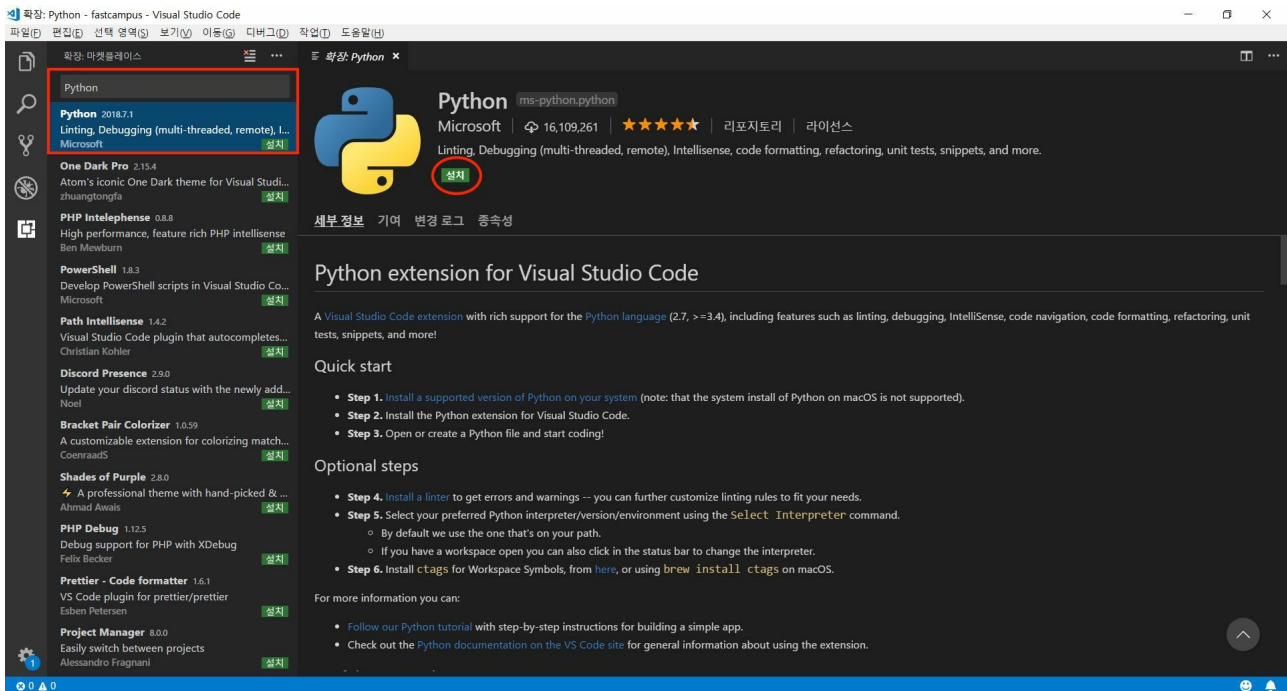 확장: Python - fastcampus - Visual Studio Code
파일(F) 편집(E) 선택 영역(S) 보기(V) 이동(G) 디버그(D) 작업(T) 도움말(H)
확장: 마켓플레이스
Python
Python 2018.7.1
Linting, Debugging (multi-threaded, remote), I...
Microsoft 설치
One Dark Pro 2.15.4
Atom's iconic One Dark theme for Visual Studi...
zhuangtongfa 설치
PHP Intelephense 0.8.8
High performance, feature rich PHP intellisense
Ben Mewburn 설치
PowerShell 1.8.3
Develop PowerShell scripts in Visual Studio Co...
Microsoft 설치
Path Intellisense 1.4.2
Visual Studio Code plugin that autocompletes...
Christian Kohler 설치
Discord Presence 2.9.0
Update your discord status with the newly add...
Noel 설치
Bracket Pair Colorizer 1.0.59
A customizable extension for colorizing match...
CoenraadS 설치
Shades of Purple 2.8.0
⚡ A professional theme with hand-picked & ...
Ahmad Awais 설치
PHP Debug 1.12.5
Debug support for PHP with XDebug
Felix Becker 설치
Prettier - Code formatter 1.6.1
VS Code plugin for prettier/prettier
Esben Petersen 설치
Project Manager 8.0.0
Easily switch between projects
Alessandro Fragnani 설치
1
0 0
확장: Python
Python ms-python.python
Microsoft 16,109,261 리포지토리 라이선스
Linting, Debugging (multi-threaded, remote), Intellisense, code formatting, refactoring, unit tests, snippets, and more.
설치
세부 정보 기여 변경 로그 종속성
Python extension for Visual Studio Code
A Visual Studio Code extension with rich support for the Python language (2.7, >=3.4), including features such as linting, debugging, IntelliSense, code navigation, code formatting, refactoring, unit
tests, snippets, and more!
Quick start
• Step 1. Install a supported version of Python on your system (note: that the system install of Python on macOS is not supported).
• Step 2. Install the Python extension for Visual Studio Code.
• Step 3. Open or create a Python file and start coding!
Optional steps
• Step 4. Install a linter to get errors and warnings -- you can further customize linting rules to fit your needs.
• Step 5. Select your preferred Python interpreter/version/environment using the Select Interpreter command.
◦ By default we use the one that's on your path.
◦ If you have a workspace open you can also click in the status bar to change the interpreter.
• Step 6. Install ctags for Workspace Symbols, from here, or using brew install ctags on macOS.
For more information you can:
• Follow our Python tutorial with step-by-step instructions for building a simple app.
• Check out the Python documentation on the VS Code site for general information about using the extension.